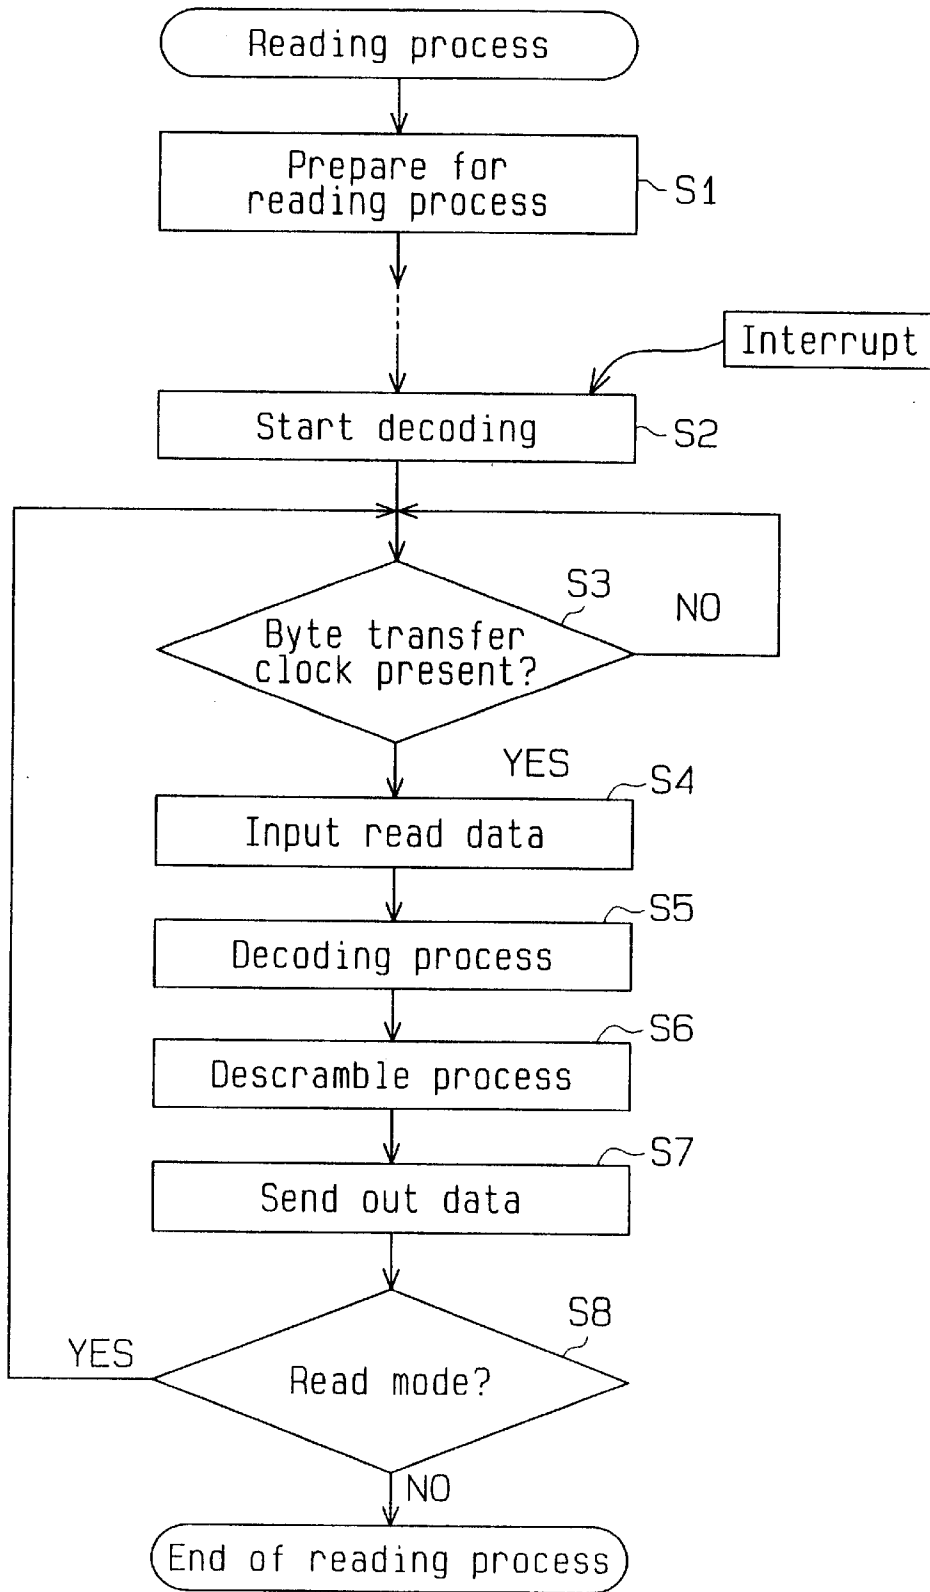 Reading process
Prepare for
reading process
S1
Interrupt
Start decoding
S2
S3
Byte transfer
clock present?
NO
YES
S4
Input read data
S5
Decoding process
S6
Descramble process
S7
Send out data
S8
YES
Read mode?
NO
End of reading process